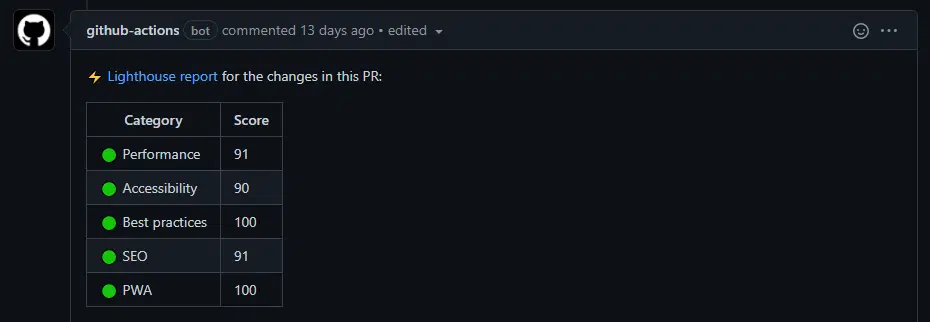 github-actions bot commented 13 days ago • edited
⚡ Lighthouse report for the changes in this PR:
Category Score
Performance 91
Accessibility 90
Best practices 100
SEO 91
PWA 100